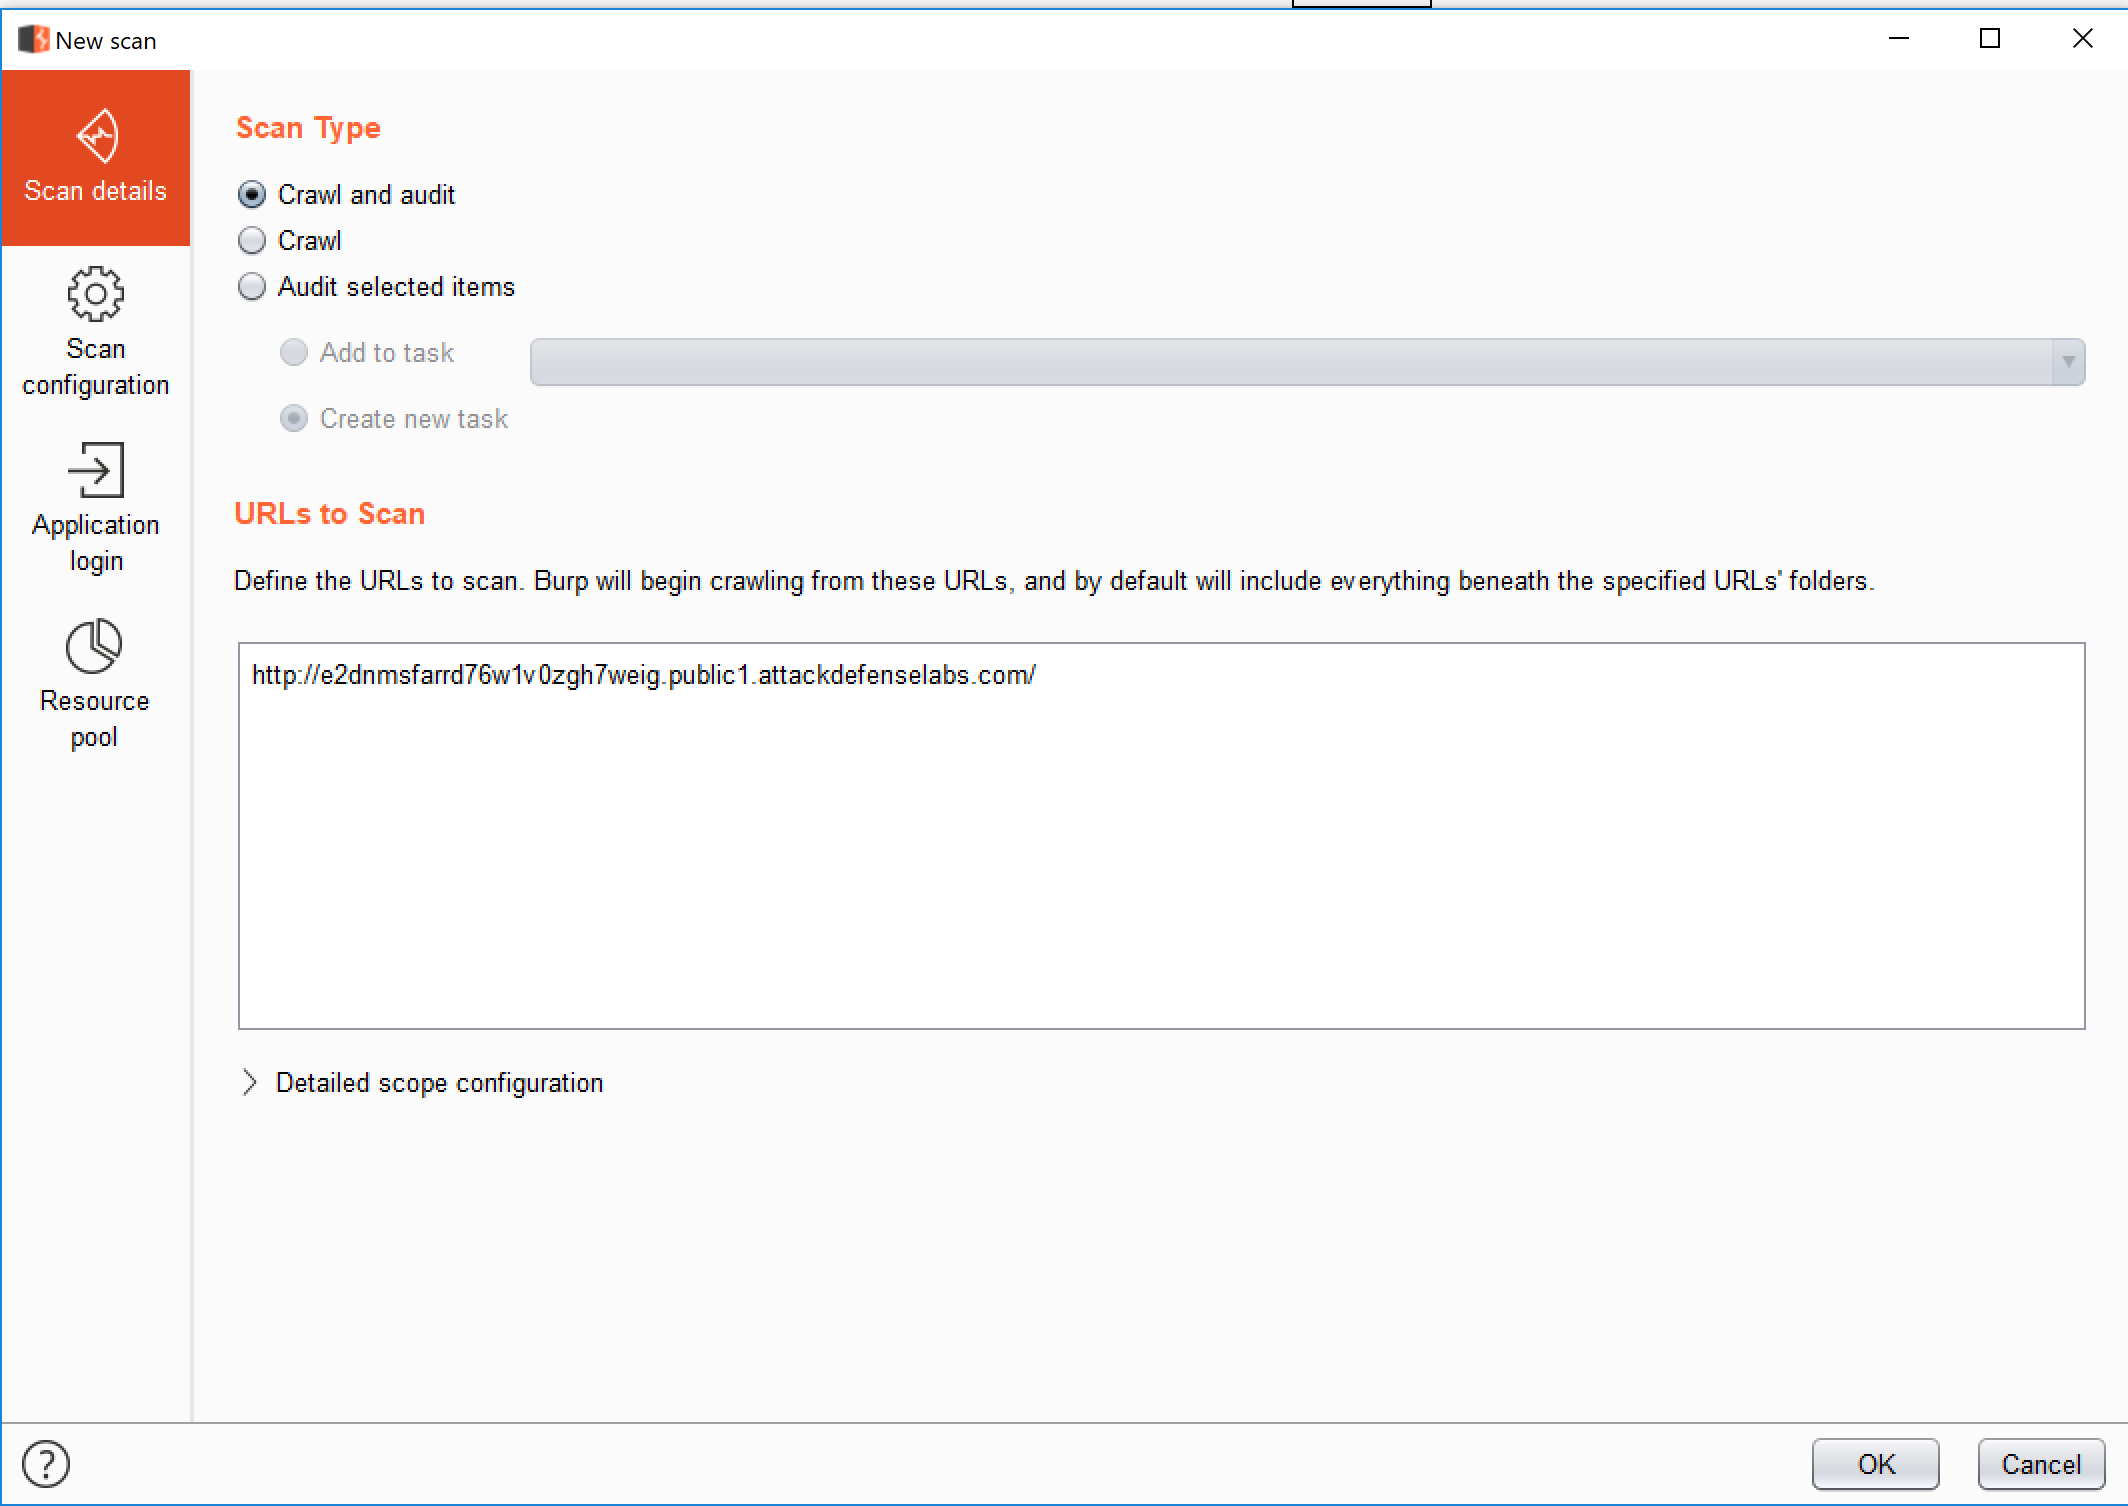 New scan
Scan details
Scan
configuration
Application
login
Resource
pool
Scan Type
Crawl and audit
Crawl
Audit selected items
Add to task
Create new task
URLs to Scan
Define the URLs to scan. Burp will begin crawling from these URLs, and by default will include everything beneath the specified URLs' folders.
http://e2dnmsfarrd76w1v0zgh7weig.public1.attackdefenselabs.com/
Detailed scope configuration
?
OK
Cancel